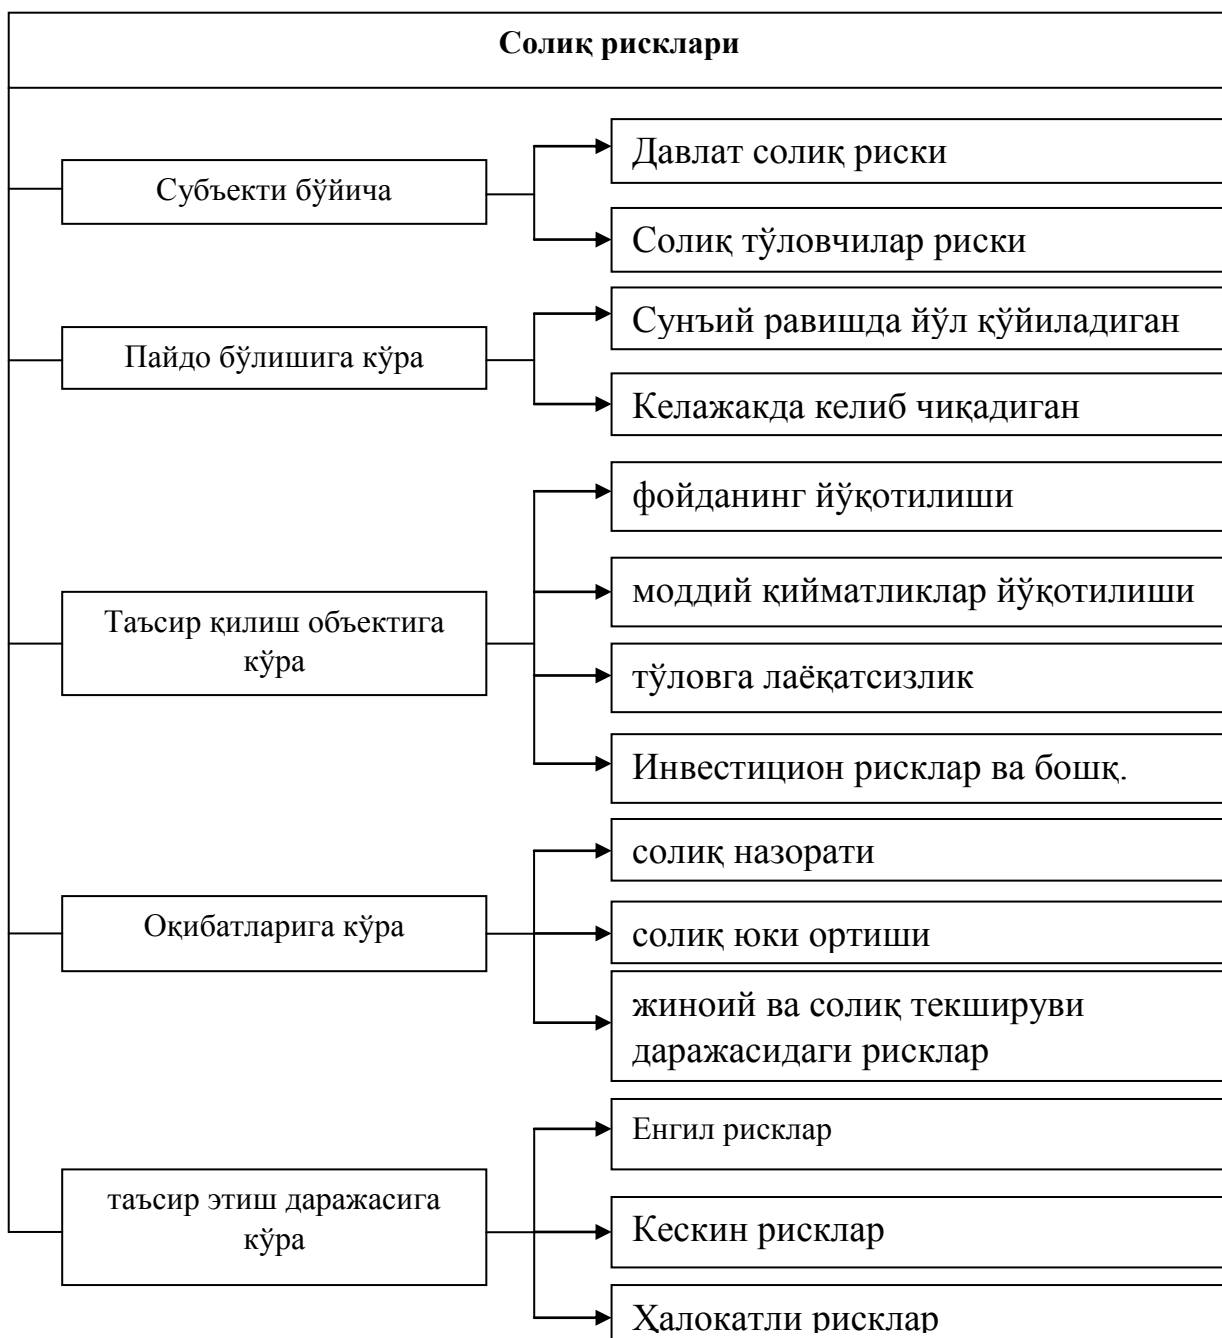 Солиқ рисклари
Субъекти бўйича
Давлат солиқ риски
Солиқ тўловчилар риски
Пайдо бўлишига кўра
Сунъий равишда йўл қўйиладиган
Келажакда келиб чиқадиган
Таъсир қилиш объектига
кўра
фойданинг йўқотилиши
моддий қийматликлар йўқотилиши
тўловга лаёқатсизлик
Инвестицион рисклар ва бошқ.
Оқибатларига кўра
солиқ назорати
солиқ юки ортиши
жиноий ва солиқ текшируви
даражасидаги рисклар
таъсир этиш даражасига
кўра
Енгил рисклар
Кескин рисклар
Ҳалокатли рисклар